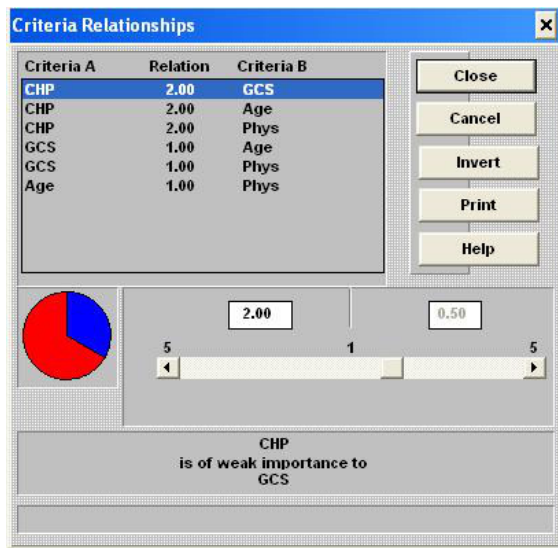 Criteria Relationships
Criteria A Relation Criteria B
CHP 2.00 GCS
CHP 2.00 Age
CHP 2.00 Phys
GCS 1.00 Age
GCS 1.00 Phys
Age 1.00 Phys
Close
Cancel
Invert
Print
Help
2.00 0.50
5 1 5
CHP
is of weak importance to
GCS